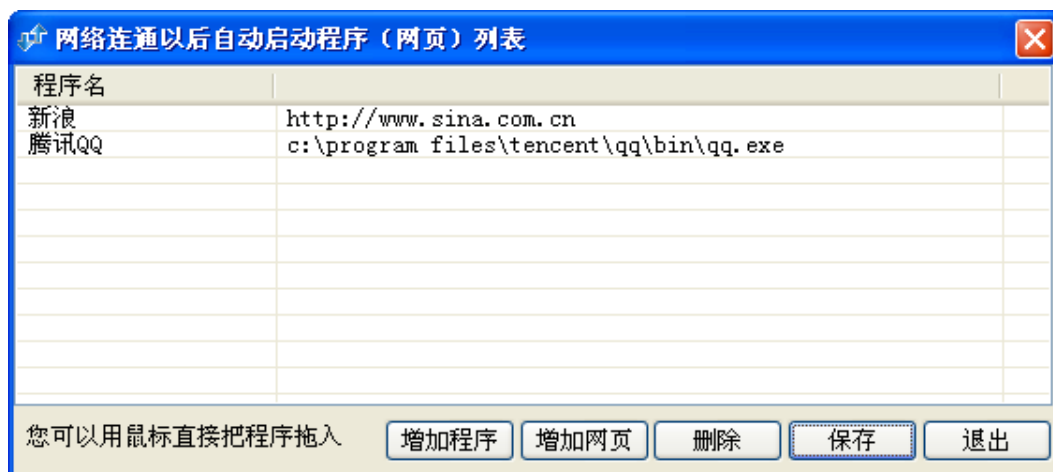 网络连通以后自动启动程序（网页）列表
程序名
新浪 http://www.sina.com.cn
腾讯QQ c:\program files\tencent\qq\bin\qq.exe
您可以用鼠标直接把程序拖入 增加程序 增加网页 删除 保存 退出